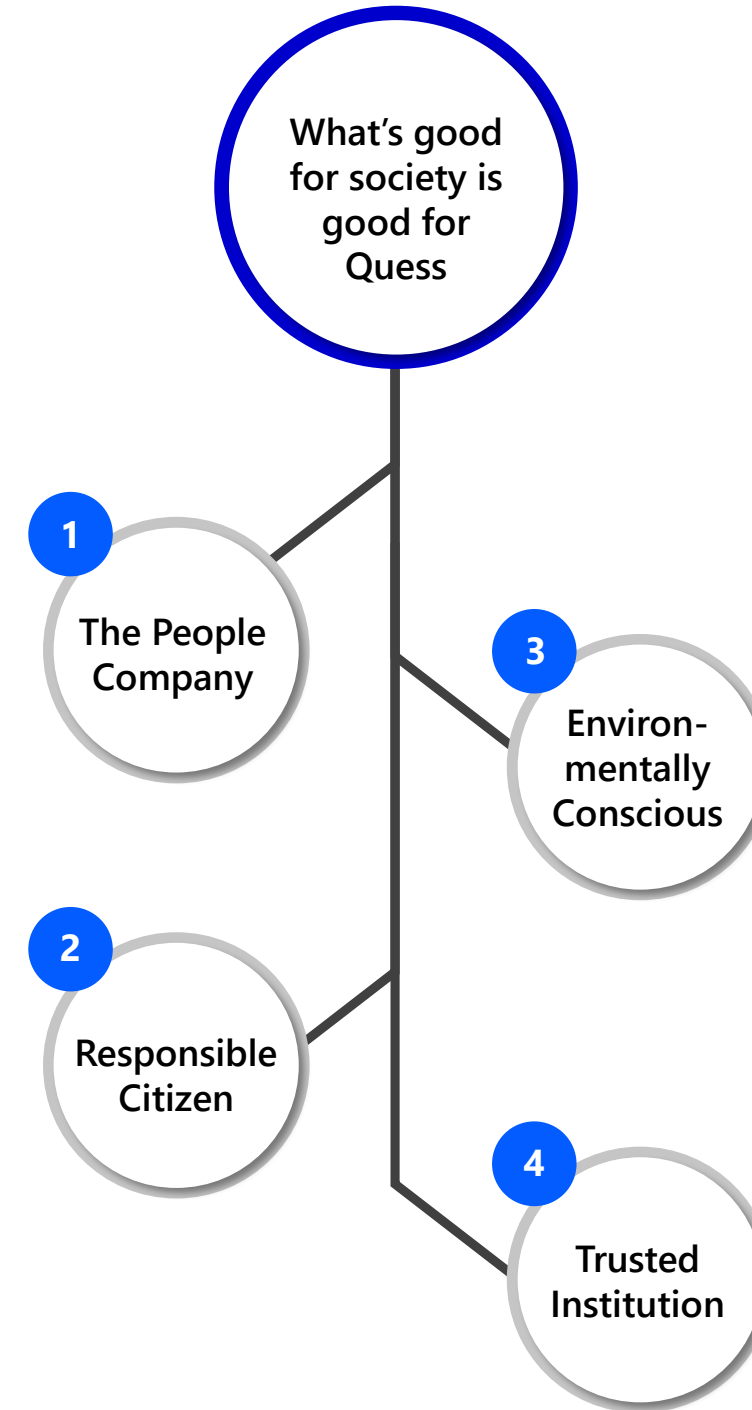 What’s good
for society is
good for
Quess
1
The People
Company
2
Responsible
Citizen
3
Environ-
mentally
Conscious
4
Trusted
Institution